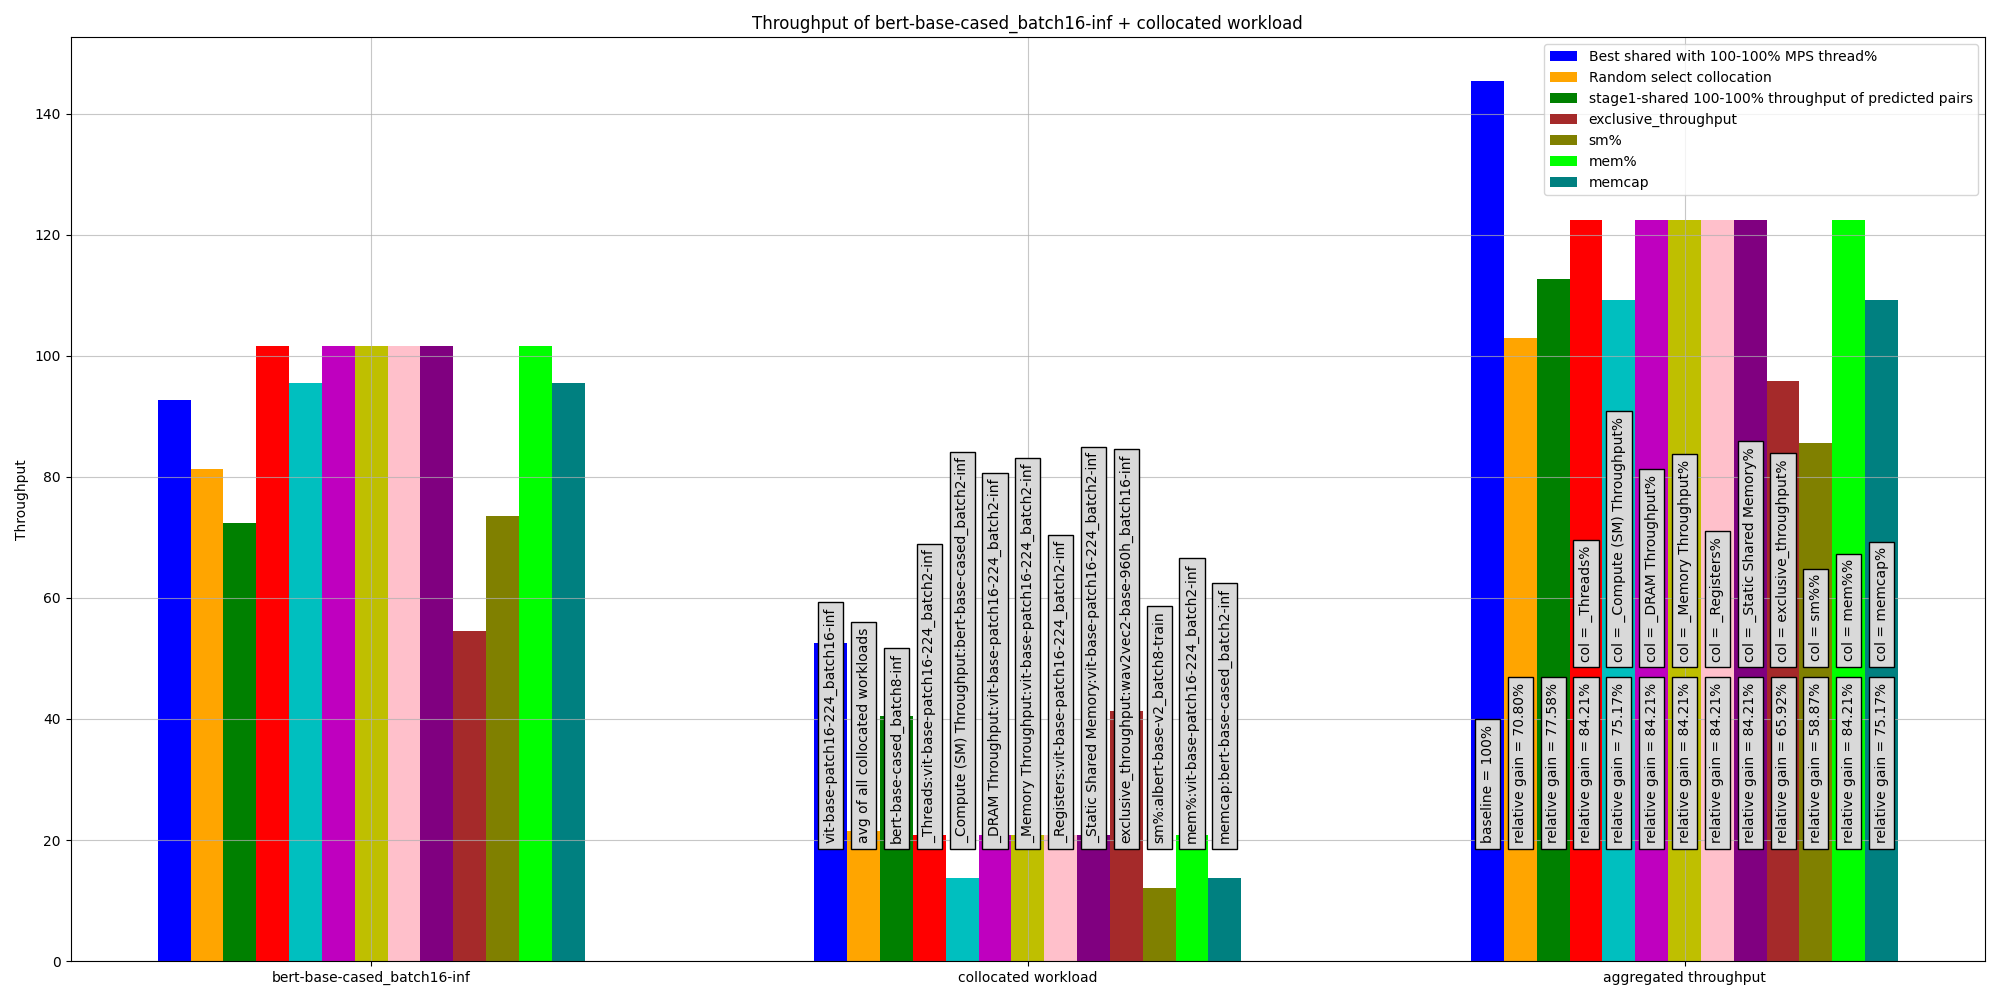 Throughput of bert-base-cased_batch16-inf + collocated workload
Best shared with 100-100% MPS thread%
Random select collocation
stage1-shared 100-100% throughput of predicted pairs
exclusive_throughput
sm%
mem%
memcap
Throughput
140
120
100
80
60
40
20
0
vit-base-patch16-224_batch16-inf
avg of all collocated workloads
bert-base-cased_batch8-inf
_Threads:vit-base-patch16-224_batch2-inf
_Compute (SM) Throughput:bert-base-cased_batch2-inf
_DRAM Throughput:vit-base-patch16-224_batch2-inf
_Memory Throughput:vit-base-patch16-224_batch2-inf
_Registers:vit-base-patch16-224_batch2-inf
_Static Shared Memory:vit-base-patch16-224_batch2-inf
exclusive_throughput:wav2vec2-base-960h_batch16-inf
sm%:albert-base-v2_batch8-train
mem%:vit-base-patch16-224_batch2-inf
memcap:bert-base-cased_batch2-inf
col = _Threads%
col = _Compute (SM) Throughput%
col = _DRAM Throughput%
col = _Memory Throughput%
col = _Registers%
col = _Static Shared Memory%
col = exclusive_throughput%
col = sm%%
col = mem%%
col = memcap%
baseline = 100%
relative gain = 70.80%
relative gain = 77.58%
relative gain = 84.21%
relative gain = 75.17%
relative gain = 84.21%
relative gain = 84.21%
relative gain = 84.21%
relative gain = 84.21%
relative gain = 65.92%
relative gain = 58.87%
relative gain = 84.21%
relative gain = 75.17%
bert-base-cased_batch16-inf
collocated workload
aggregated throughput